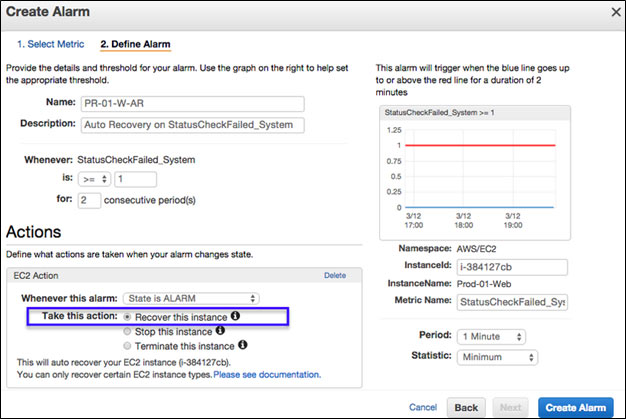 Create Alarm
1. Select Metric 2. Define Alarm
Provide the details and threshold for your alarm. Use the graph on the right to help set
the appropriate threshold.
Name: PR-01-W-AR
Description: Auto Recovery on StatusCheckFailed_System
Whenever: StatusCheckFailed_System
is: >= 1
for: 2 consecutive period(s)
Actions
Define what actions are taken when your alarm changes state.
EC2 Action Delete
Whenever this alarm: State is ALARM
Take this action: Recover this instance
Stop this instance
Terminate this instance
This will auto recover your EC2 instance (i-384127cb).
You can only recover certain EC2 instance types. Please see documentation.
This alarm will trigger when the blue line goes
up to or above the red line for a duration of 2
minutes
StatusCheckFailed_System >= 1
1.25
1
0.75
0.5
0.25
0
3/12 3/12 3/12
17:00 18:00 19:00
Namespace: AWS/EC2
InstanceId: i-384127cb
InstanceName: Prod-01-Web
Metric Name: StatusCheckFailed_Sys
Period: 1 Minute
Statistic: Minimum
Cancel Back Next Create Alarm